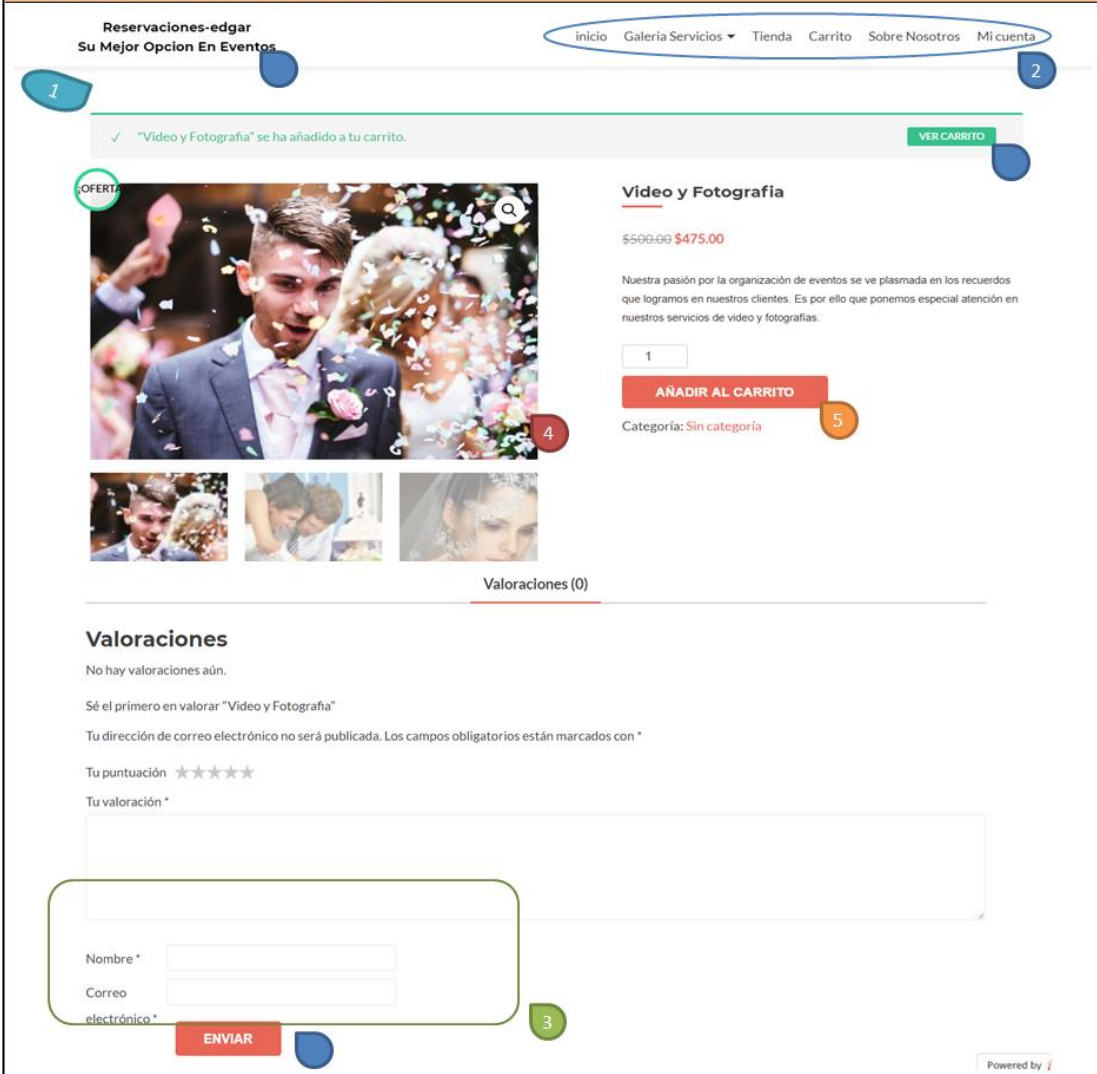 Reservaciones-edgar
Su Mejor Opcion En Eventos
inicio Galeria Servicios Tienda Carrito Sobre Nosotros Mi cuenta
2
1
✓ "Video y Fotografia" se ha añadido a tu carrito.
VER CARRITO
¡OFERTA!
Video y Fotografia
$500.00 $475.00
Nuestra pasión por la organización de eventos se ve plasmada en los recuerdos
que logramos en nuestros clientes. Es por ello que ponemos especial atención en
nuestros servicios de video y fotografías.
1
AÑADIR AL CARRITO
5
4
Categoría: Sin categoría
Valoraciones (0)
Valoraciones
No hay valoraciones aún.
Sé el primero en valorar "Video y Fotografia"
Tu dirección de correo electrónico no será publicada. Los campos obligatorios están marcados con *
Tu puntuación
Tu valoración *
Nombre *
Correo
electrónico *
3
ENVIAR
Powered by